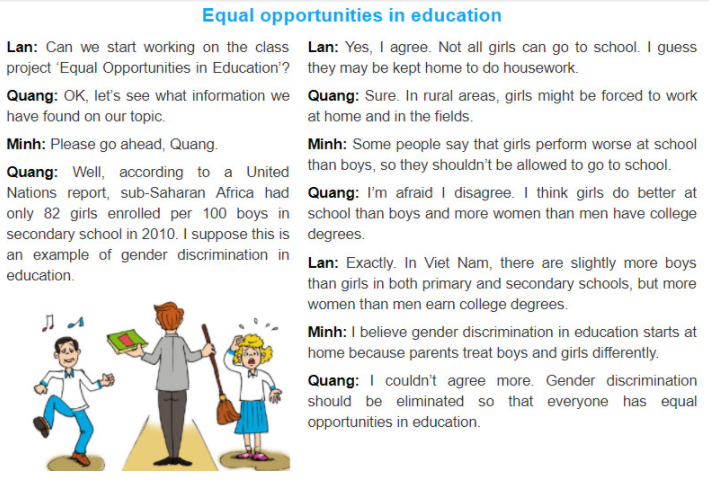 Equal opportunities in education
Lan: Can we start working on the class
project ‘Equal Opportunities in Education’?
Quang: OK, let’s see what information we
have found on our topic.
Minh: Please go ahead, Quang.
Quang: Well, according to a United
Nations report, sub-Saharan Africa had
only 82 girls enrolled per 100 boys in
secondary school in 2010. I suppose this is
an example of gender discrimination in
education.
Lan: Yes, I agree. Not all girls can go to school. I guess
they may be kept home to do housework.
Quang: Sure. In rural areas, girls might be forced to work
at home and in the fields.
Minh: Some people say that girls perform worse at school
than boys, so they shouldn’t be allowed to go to school.
Quang: I’m afraid I disagree. I think girls do better at
school than boys and more women than men have college
degrees.
Lan: Exactly. In Viet Nam, there are slightly more boys
than girls in both primary and secondary schools, but more
women than men earn college degrees.
Minh: I believe gender discrimination in education starts at
home because parents treat boys and girls differently.
Quang: I couldn’t agree more. Gender discrimination
should be eliminated so that everyone has equal
opportunities in education.